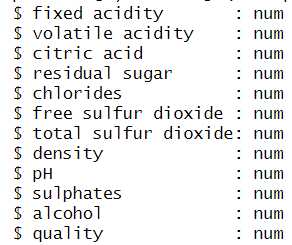 $ fixed acidity       : num
$ volatile acidity    : num
$ citric acid         : num
$ residual sugar      : num
$ chlorides           : num
$ free sulfur dioxide : num
$ total sulfur dioxide: num
$ density             : num
$ pH                  : num
$ sulphates           : num
$ alcohol             : num
$ quality             : num